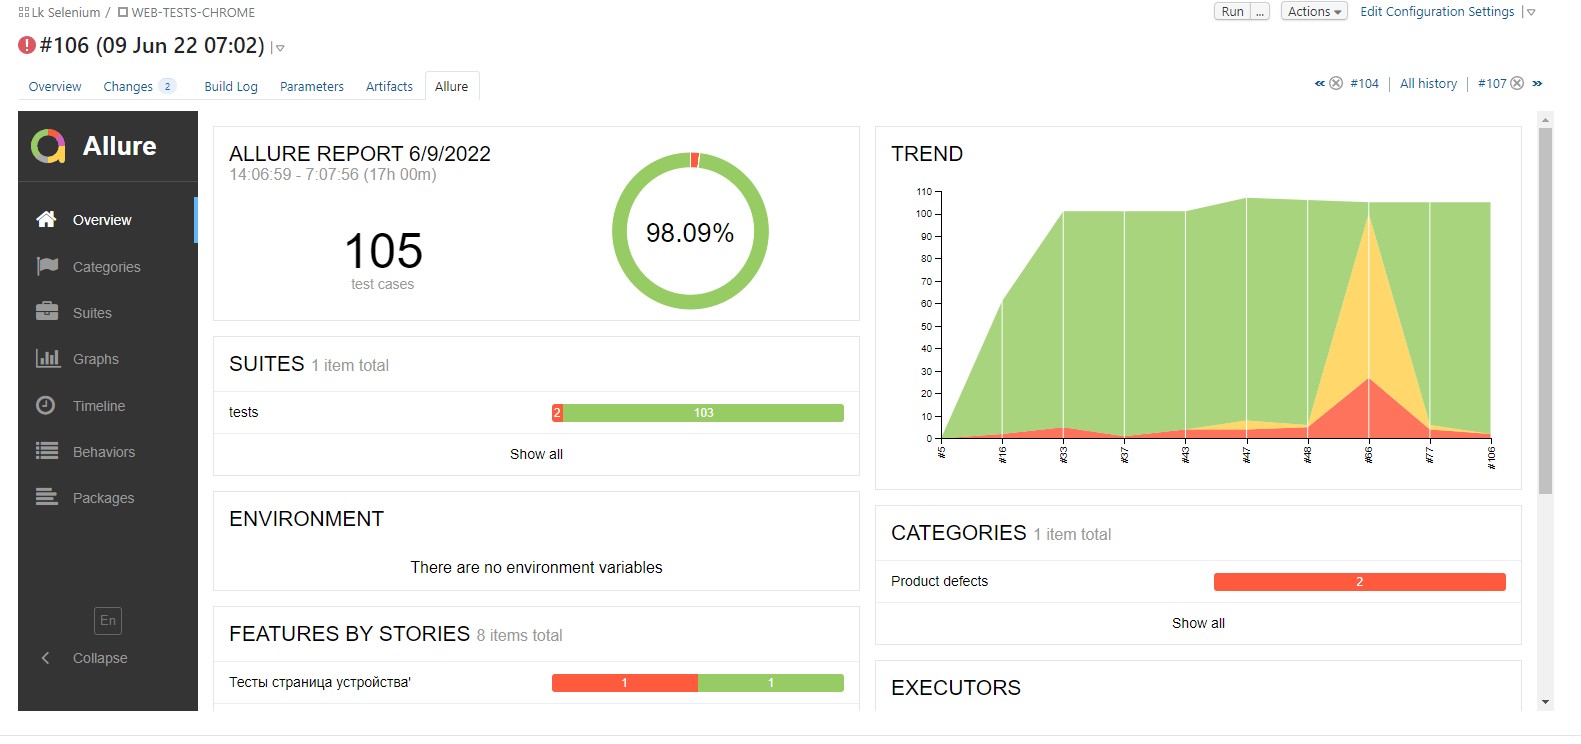 Lk Selenium / WEB-TESTS-CHROME
Run ... Actions Edit Configuration Settings
#106 (09 Jun 22 07:02)
Overview Changes 2 Build Log Parameters Artifacts Allure
« #104 | All history | #107 »
Allure
Overview
Categories
Suites
Graphs
Timeline
Behaviors
Packages
En
Collapse
ALLURE REPORT 6/9/2022
14:06:59 - 7:07:56 (17h 00m)
105
test cases
98.09%
SUITES 1 item total
tests 2 103
Show all
ENVIRONMENT
There are no environment variables
FEATURES BY STORIES 8 items total
Тесты страница устройства' 1 1
TREND
110
100
90
80
70
60
50
40
30
20
10
0
#5 #16 #33 #37 #43 #47 #48 #66 #77 #106
CATEGORIES 1 item total
Product defects 2
Show all
EXECUTORS